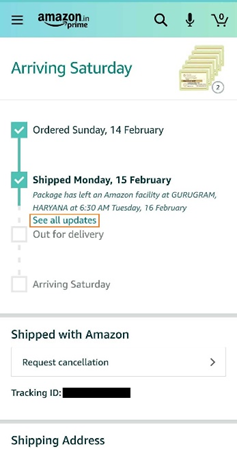 amazon.in
prime
0
Arriving Saturday
2
Ordered Sunday, 14 February
Shipped Monday, 15 February
Package has left an Amazon facility at GURUGRAM,
HARYANA at 6:30 AM Tuesday, 16 February
See all updates
Out for delivery
Arriving Saturday
Shipped with Amazon
Request cancellation
Tracking ID:
Shipping Address